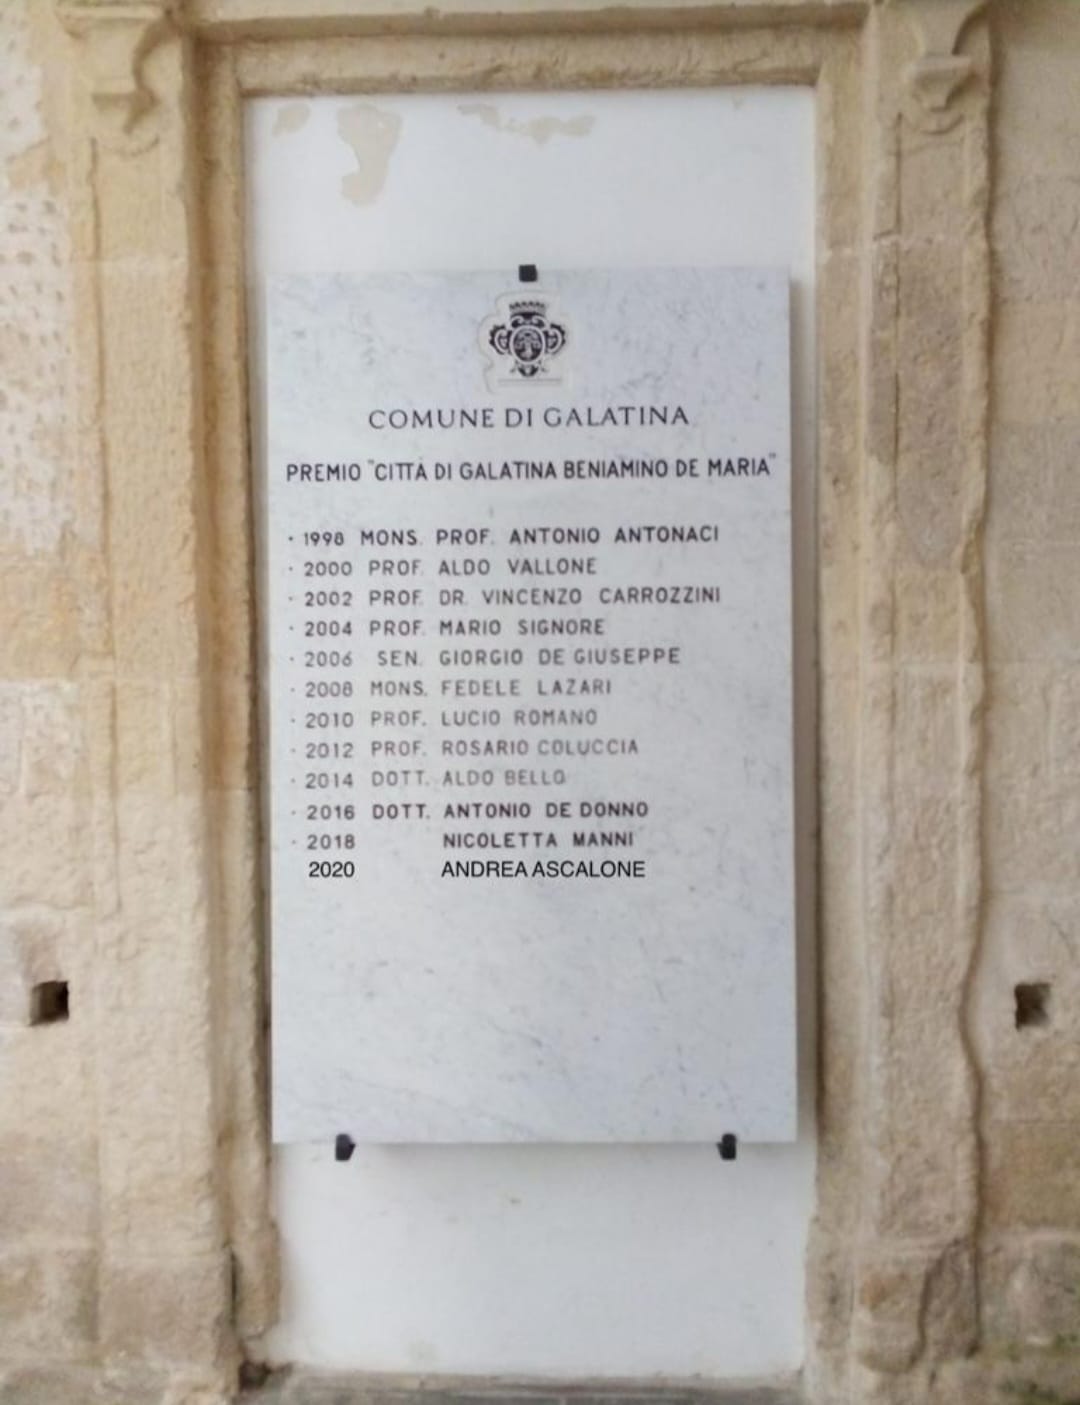 COMUNE DI GALATINA
PREMIO "CITTÀ DI GALATINA BENIAMINO DE MARIA"
· 1998 MONS. PROF. ANTONIO ANTONACI
· 2000 PROF. ALDO VALLONE
· 2002 PROF. DR. VINCENZO CARROZZINI
· 2004 PROF. MARIO SIGNORE
· 2006 SEN. GIORGIO DE GIUSEPPE
· 2008 MONS. FEDELE LAZARI
· 2010 PROF. LUCIO ROMANO
· 2012 PROF. ROSARIO COLUCCIA
· 2014 DOTT. ALDO BELLO
· 2016 DOTT. ANTONIO DE DONNO
· 2018 NICOLETTA MANNI
2020 ANDREA ASCALONE